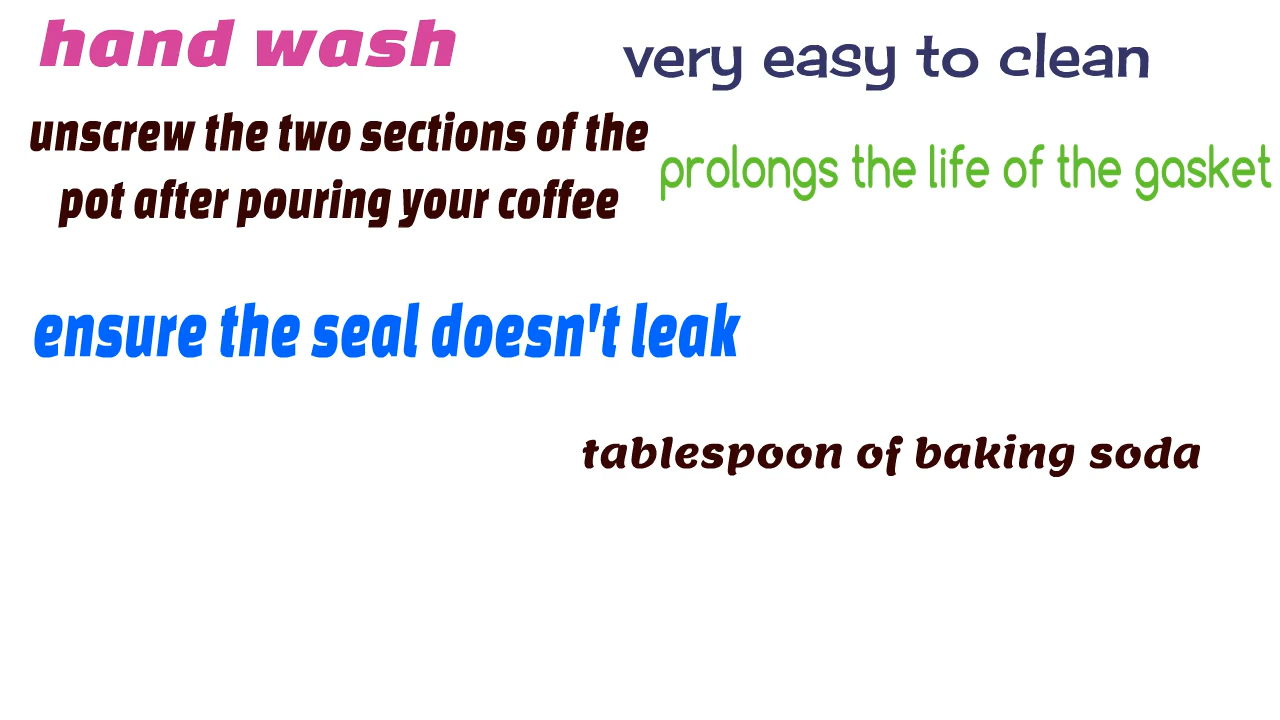 hand wash
very easy to clean
unscrew the two sections of the
pot after pouring your coffee
prolongs the life of the gasket
ensure the seal doesn't leak
tablespoon of baking soda